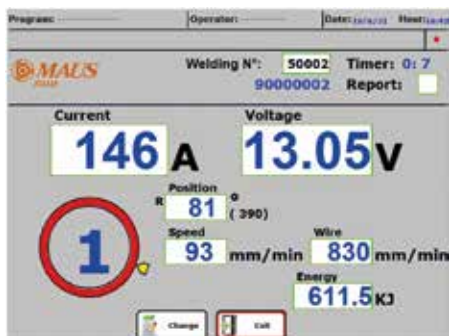 Program: Operator: Date: Hour:
MAUS
Welding N°: 50002 Timer: 0: 7
90000002 Report:
Current Voltage
146 A 13.05 V
Position
R 81 °
( 390)
1
Speed Wire
93 mm/min 830 mm/min
Energy
611.5 KJ
Change Exit